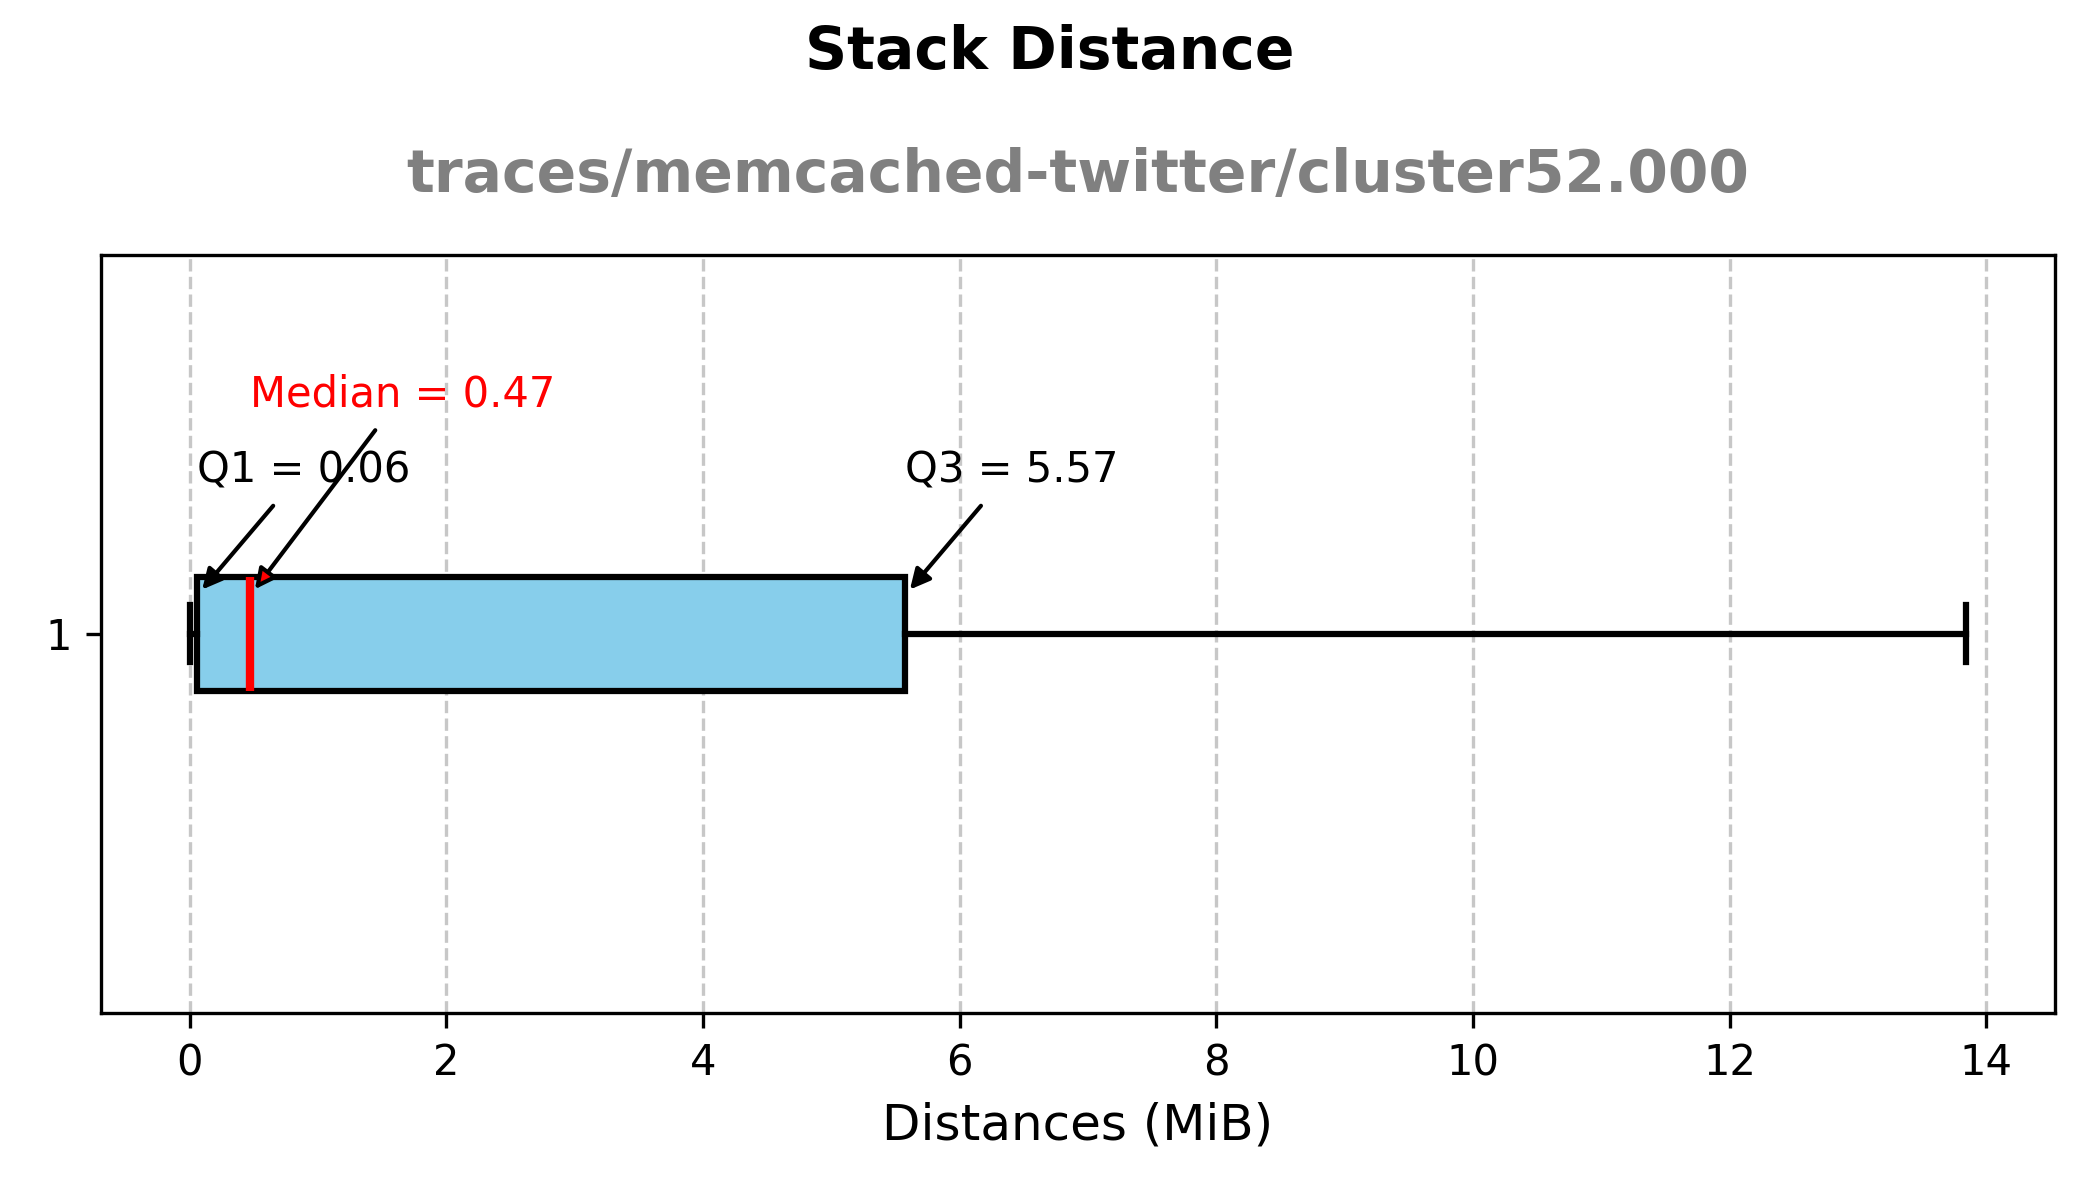 Stack Distance
traces/memcached-twitter/cluster52.000
Median = 0.47
Q1 = 0.06
Q3 = 5.57
1
0 2 4 6 8 10 12 14
Distances (MiB)